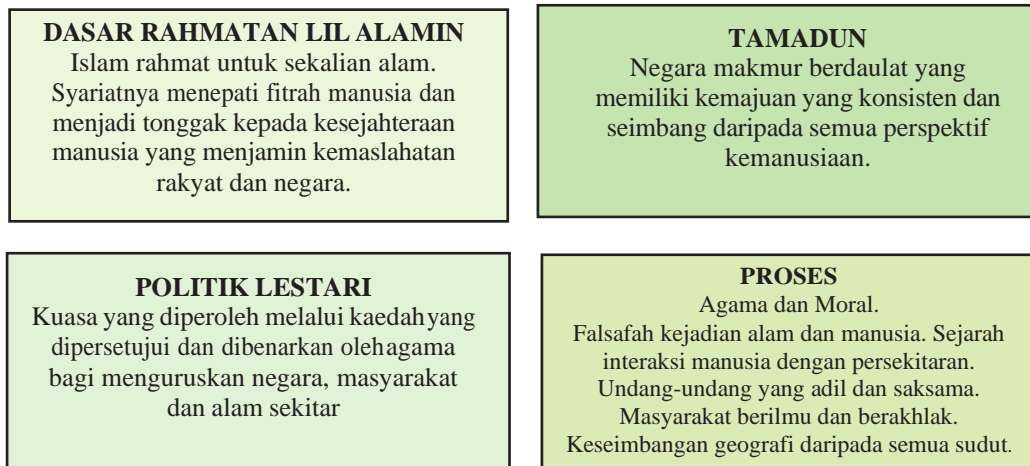 DASAR RAHMATAN LIL ALAMIN
Islam rahmat untuk sekalian alam.
Syariatnya menepati fitrah manusia dan
menjadi tonggak kepada kesejahteraan
manusia yang menjamin kemaslahatan
rakyat dan negara.
TAMADUN
Negara makmur berdaulat yang
memiliki kemajuan yang konsisten dan
seimbang daripada semua perspektif
kemanusiaan.
POLITIK LESTARI
Kuasa yang diperoleh melalui kaedahyang
dipersetujui dan dibenarkan olehagama
bagi menguruskan negara, masyarakat
dan alam sekitar
PROSES
Agama dan Moral.
Falsafah kejadian alam dan manusia. Sejarah
interaksi manusia dengan persekitaran.
Undang-undang yang adil dan saksama.
Masyarakat berilmu dan berakhlak.
Keseimbangan geografi daripada semua sudut.